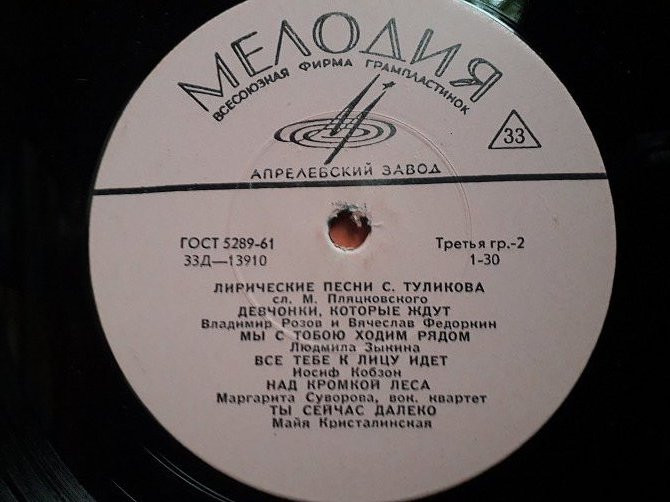 МЕЛОДИЯ
ВСЕСОЮЗНАЯ ФИРМА ГРАМПЛАСТИНОК
33
АПРЕЛЕВСКИЙ ЗАВОД
ГОСТ 5289-61 Третья гр.-2
33Д—13910 1-30
ЛИРИЧЕСКИЕ ПЕСНИ С. ТУЛИКОВА
сл. М. Пляцковского
ДЕВЧОНКИ, КОТОРЫЕ ЖДУТ
Владимир Розов и Вячеслав Федоркин
МЫ С ТОБОЮ ХОДИМ РЯДОМ
Людмила Зыкина
ВСЕ ТЕБЕ К ЛИЦУ ИДЕТ
Иосиф Кобзон
НАД КРОМКОЙ ЛЕСА
Маргарита Суворова, вок. квартет
ТЫ СЕЙЧАС ДАЛЕКО
Майя Кристалинская